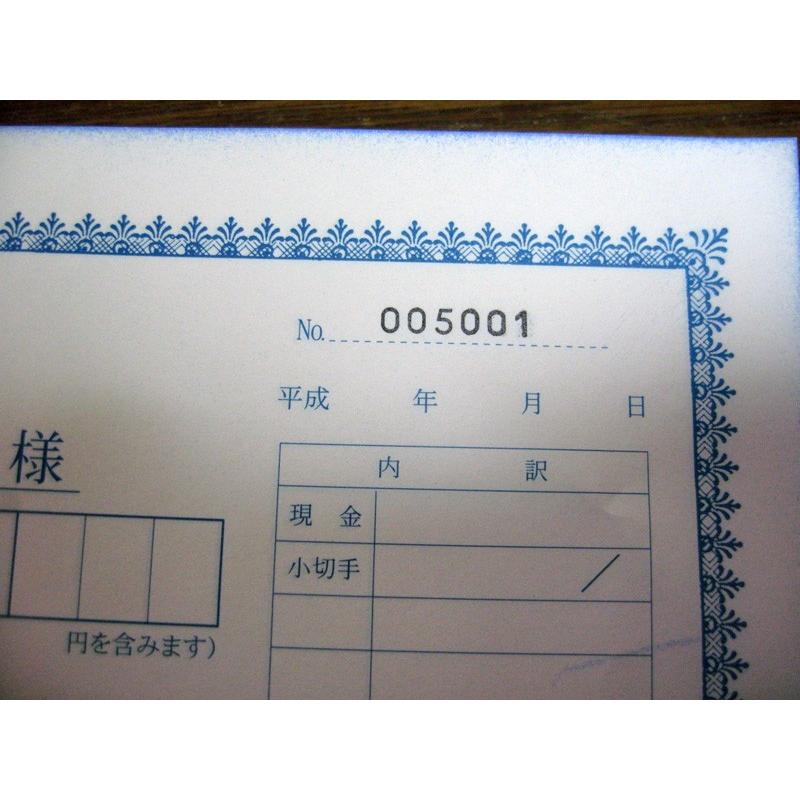 No. 005001
平成 年 月 日
様
内 訳
現 金
小切手 /
円を含みます)